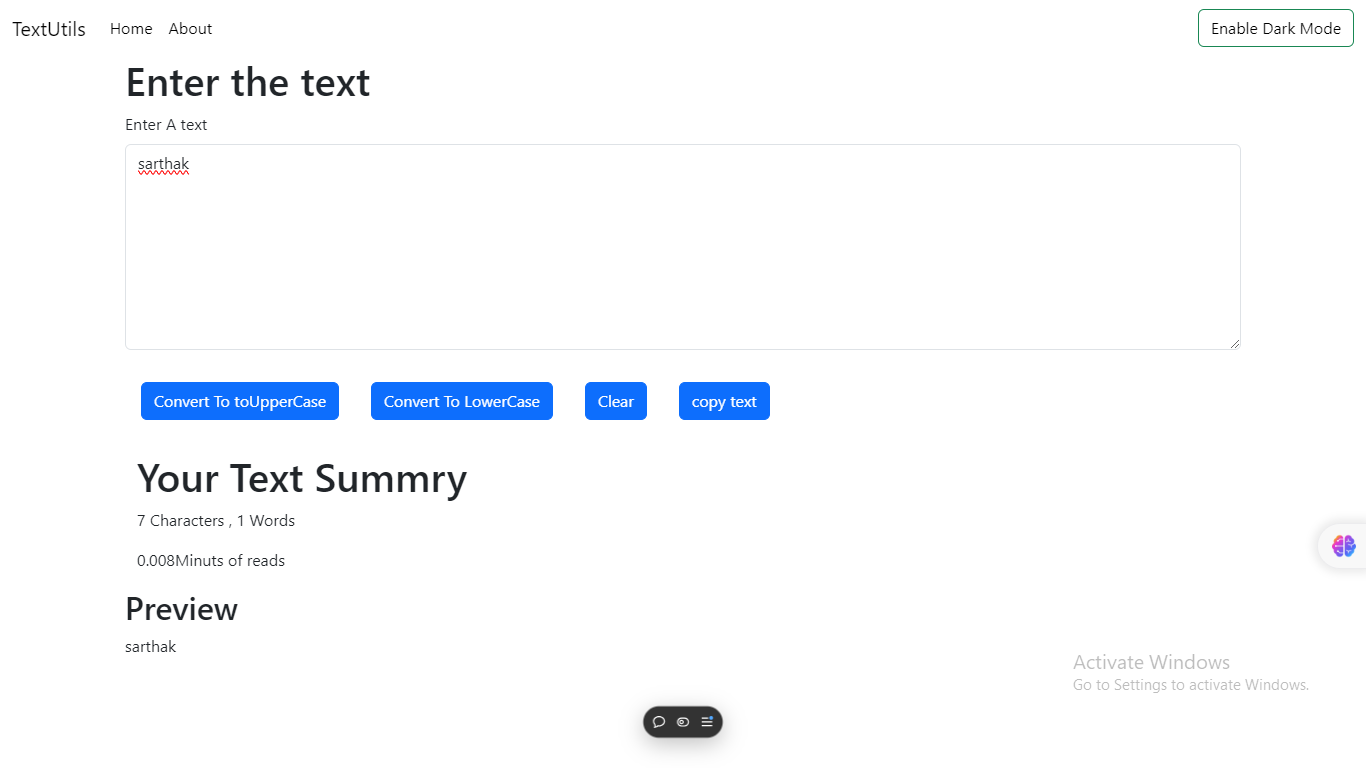 TextUtils Home About Enable Dark Mode
Enter the text
Enter A text
sarthak
Convert To toUpperCase Convert To LowerCase Clear copy text
Your Text Summry
7 Characters , 1 Words
0.008Minuts of reads
Preview
sarthak
Activate Windows
Go to Settings to activate Windows.